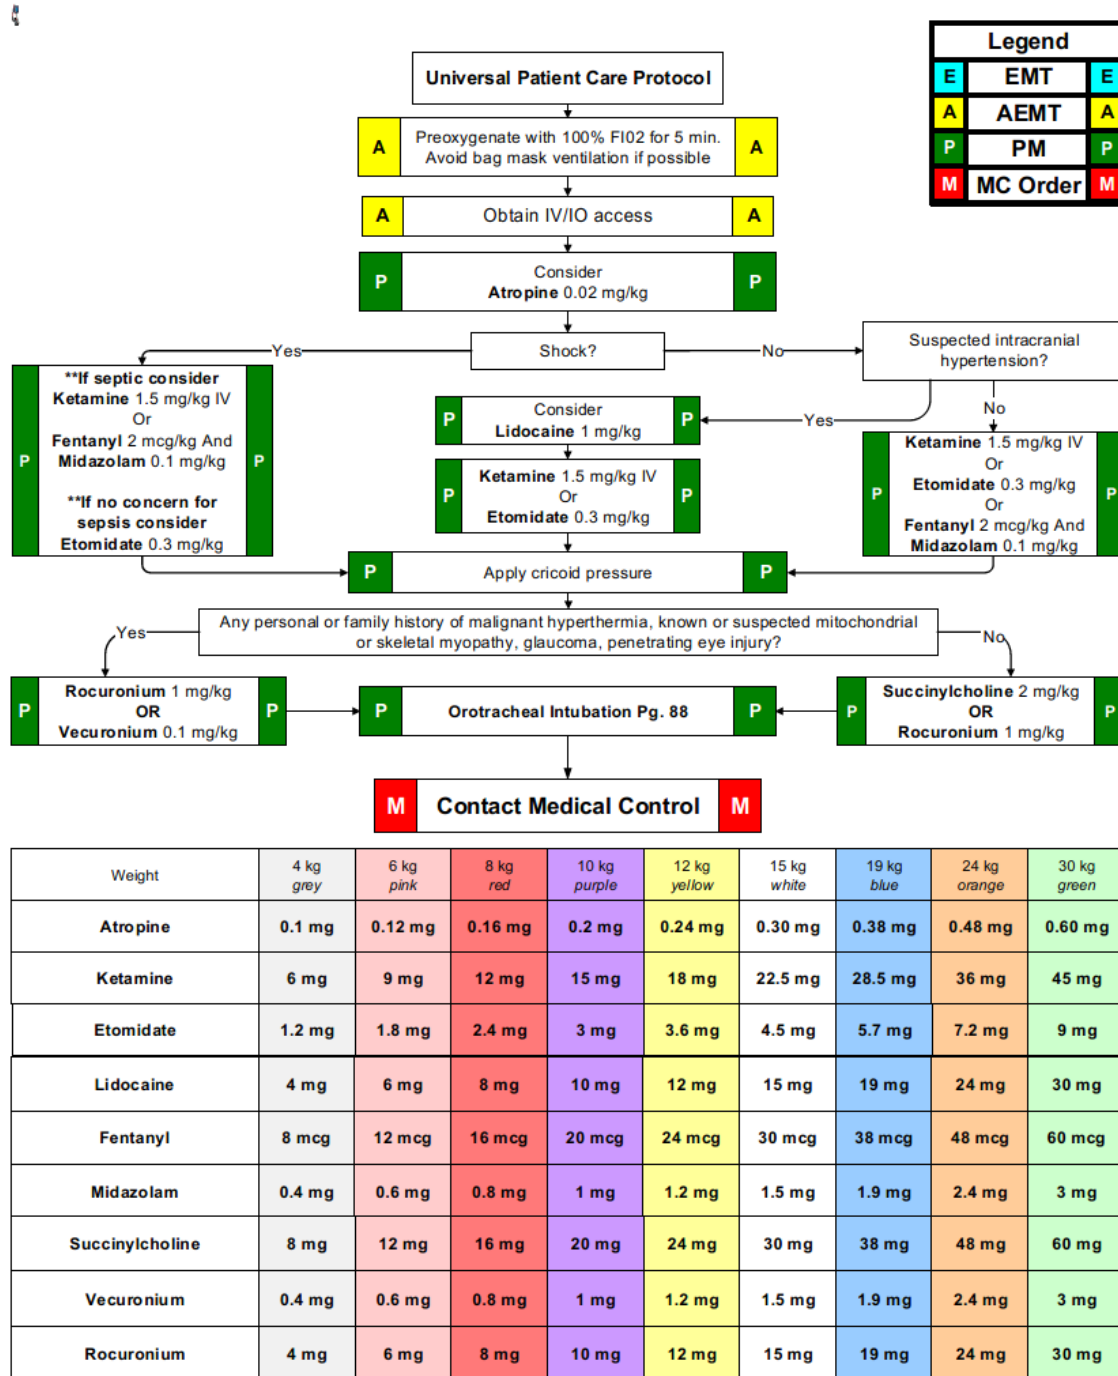 Legend
E EMT E
A AEMT A
P PM P
M MC Order M
Universal Patient Care Protocol
A Preoxygenate with 100% FI02 for 5 min. A
Avoid bag mask ventilation if possible
A Obtain IV/IO access A
P Consider P
Atropine 0.02 mg/kg
Yes Shock? No
Suspected intracranial
hypertension?
Yes
No
P **If septic consider P
Ketamine 1.5 mg/kg IV
Or
Fentanyl 2 mcg/kg And
Midazolam 0.1 mg/kg
**If no concern for
sepsis consider
Etomidate 0.3 mg/kg
P Consider P
Lidocaine 1 mg/kg
P Ketamine 1.5 mg/kg IV P
Or
Etomidate 0.3 mg/kg
P Ketamine 1.5 mg/kg IV P
Or
Etomidate 0.3 mg/kg
Or
Fentanyl 2 mcg/kg And
Midazolam 0.1 mg/kg
P Apply cricoid pressure P
Yes Any personal or family history of malignant hyperthermia, known or suspected mitochondrial No
or skeletal myopathy, glaucoma, penetrating eye injury?
P Rocuronium 1 mg/kg P
OR
Vecuronium 0.1 mg/kg
P Orotracheal Intubation Pg. 88 P
P Succinylcholine 2 mg/kg P
OR
Rocuronium 1 mg/kg
M Contact Medical Control M
Weight 4 kg 6 kg 8 kg 10 kg 12 kg 15 kg 19 kg 24 kg 30 kg
grey pink red purple yellow white blue orange green
Atropine 0.1 mg 0.12 mg 0.16 mg 0.2 mg 0.24 mg 0.30 mg 0.38 mg 0.48 mg 0.60 mg
Ketamine 6 mg 9 mg 12 mg 15 mg 18 mg 22.5 mg 28.5 mg 36 mg 45 mg
Etomidate 1.2 mg 1.8 mg 2.4 mg 3 mg 3.6 mg 4.5 mg 5.7 mg 7.2 mg 9 mg
Lidocaine 4 mg 6 mg 8 mg 10 mg 12 mg 15 mg 19 mg 24 mg 30 mg
Fentanyl 8 mcg 12 mcg 16 mcg 20 mcg 24 mcg 30 mcg 38 mcg 48 mcg 60 mcg
Midazolam 0.4 mg 0.6 mg 0.8 mg 1 mg 1.2 mg 1.5 mg 1.9 mg 2.4 mg 3 mg
Succinylcholine 8 mg 12 mg 16 mg 20 mg 24 mg 30 mg 38 mg 48 mg 60 mg
Vecuronium 0.4 mg 0.6 mg 0.8 mg 1 mg 1.2 mg 1.5 mg 1.9 mg 2.4 mg 3 mg
Rocuronium 4 mg 6 mg 8 mg 10 mg 12 mg 15 mg 19 mg 24 mg 30 mg